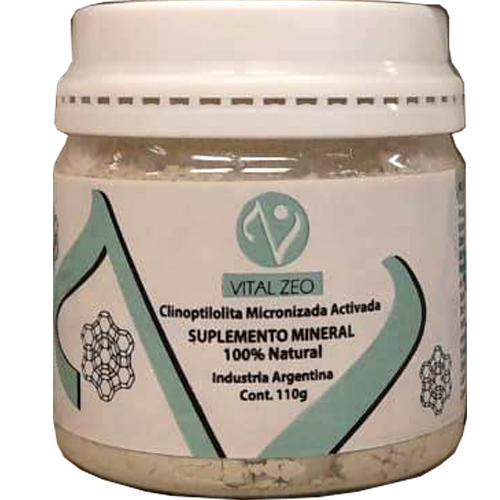 VITAL ZEO
Clinoptilolita Micronizada Activada
SUPLEMENTO MINERAL
100% Natural
Industria Argentina
Cont. 110g